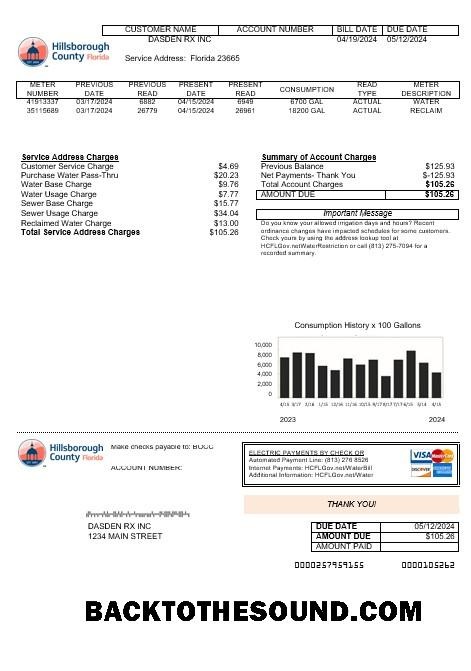 CUSTOMER NAME ACCOUNT NUMBER BILL DATE DUE DATE
DASDEN RX INC 04/19/2024 05/12/2024
Hillsborough
County Florida
Service Address: Florida 23665
METER NUMBER PREVIOUS DATE PREVIOUS READ PRESENT DATE PRESENT READ CONSUMPTION READ TYPE METER DESCRIPTION
41913337 03/17/2024 6882 04/15/2024 6949 6700 GAL ACTUAL WATER
35115689 03/17/2024 26779 04/15/2024 26961 18200 GAL ACTUAL RECLAIM
Service Address Charges
Customer Service Charge $4.69
Purchase Water Pass-Thru $20.23
Water Base Charge $9.76
Water Usage Charge $7.77
Sewer Base Charge $15.77
Sewer Usage Charge $34.04
Reclaimed Water Charge $13.00
Total Service Address Charges $105.26
Summary of Account Charges
Previous Balance $125.93
Net Payments- Thank You $-125.93
Total Account Charges $105.26
AMOUNT DUE $105.26
Important Message
Do you know your allowed irrigation days and hours? Recent
ordinance changes have impacted schedules for some customers.
Check yours by using the address lookup tool at
HCFLGov.net/WaterRestriction or call (813) 275-7094 for a
recorded summary.
Consumption History x 100 Gallons
10,000
8,000
6,000
4,000
2,000
0
2023 2024
Hillsborough
County Florida
Make checks payable to: BOCC
ACCOUNT NUMBER:
ELECTRIC PAYMENTS BY CHECK OR
Automated Payment Line: (813) 276 8526
Internet Payments: HCFLGov.net/WaterBill
Additional Information: HCFLGov.net/Water
VISA MasterCard
DISCOVER
THANK YOU!
DASDEN RX INC
1234 MAIN STREET
DUE DATE 05/12/2024
AMOUNT DUE $105.26
AMOUNT PAID
0000257959155 0000105262
BACKTOTHESOUND.COM